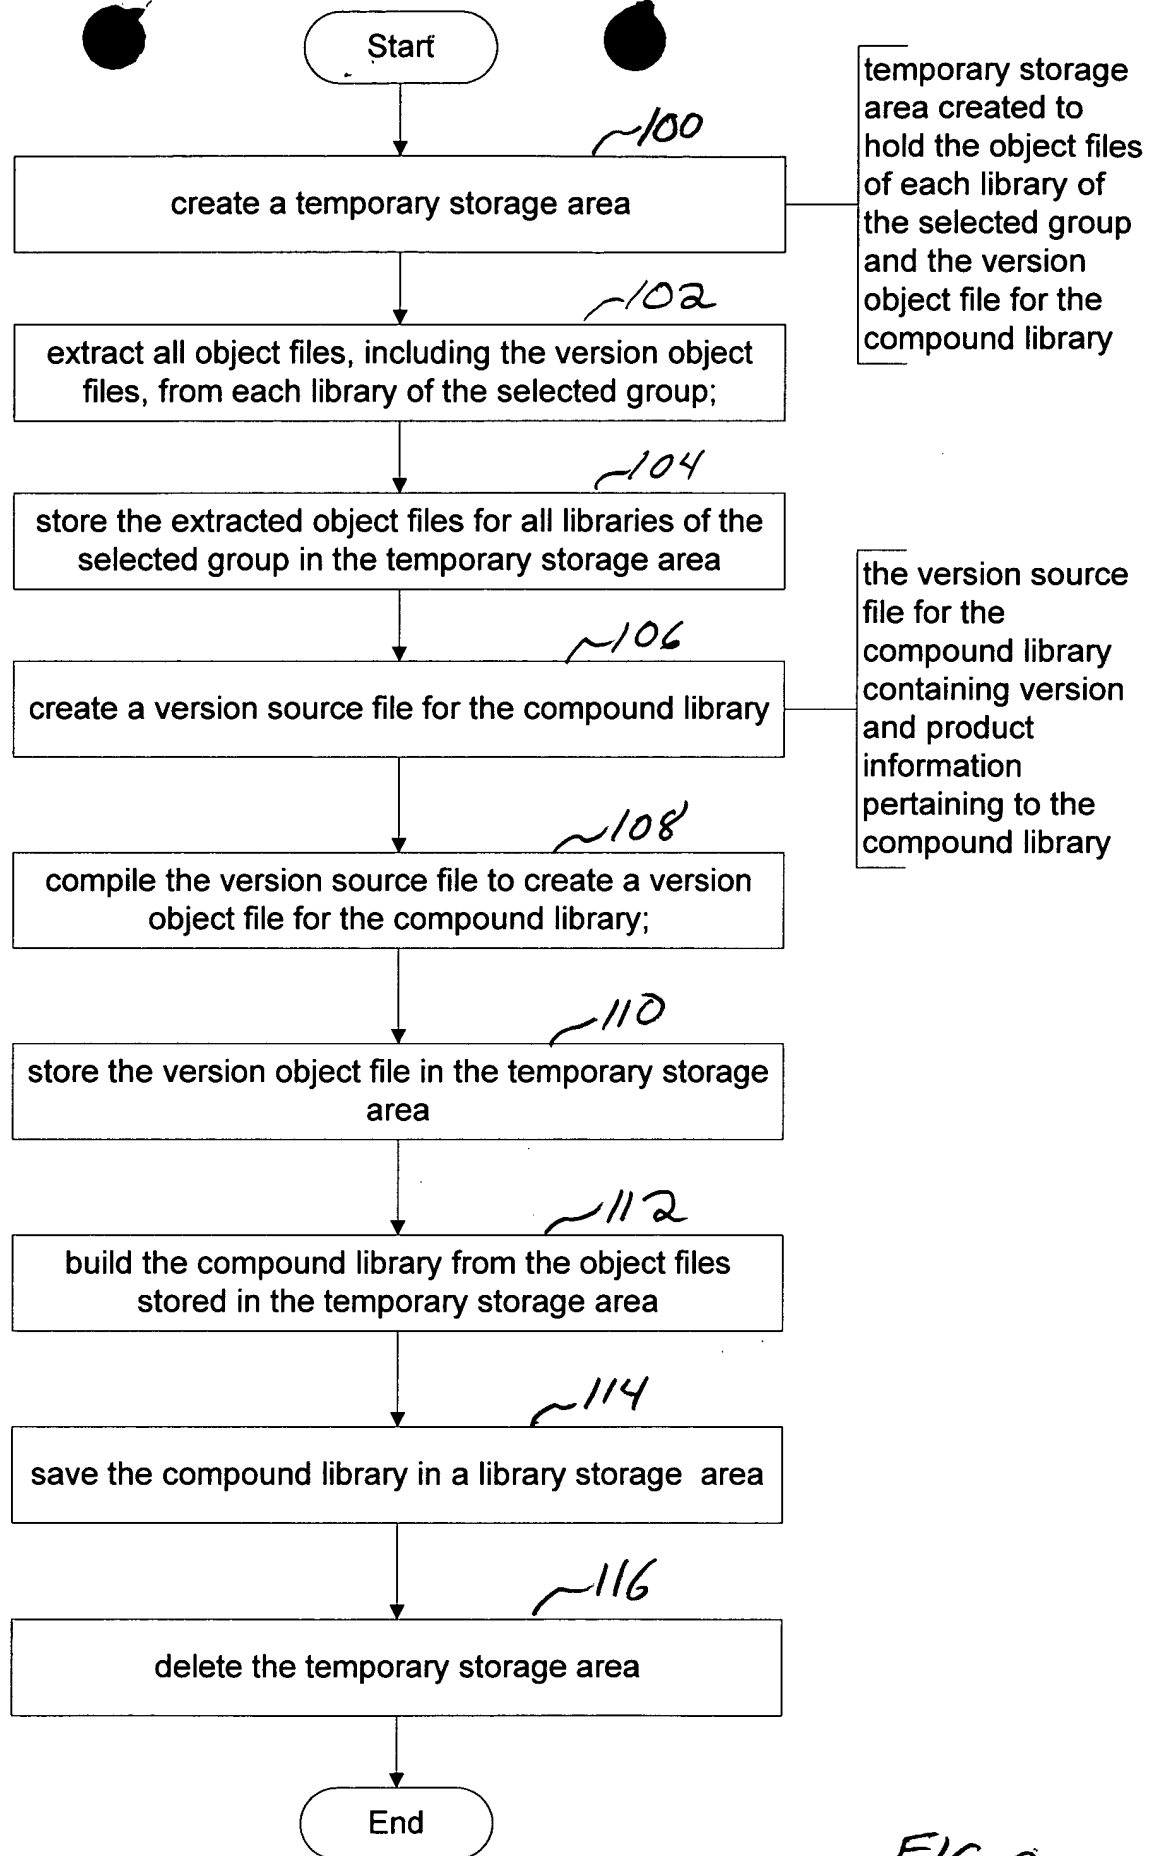 Start
100
create a temporary storage area
temporary storage
area created to
hold the object files
of each library of
the selected group
and the version
object file for the
compound library
102
extract all object files, including the version object
files, from each library of the selected group;
104
store the extracted object files for all libraries of the
selected group in the temporary storage area
106
create a version source file for the compound library
the version source
file for the
compound library
containing version
and product
information
pertaining to the
compound library
108
compile the version source file to create a version
object file for the compound library;
110
store the version object file in the temporary storage
area
112
build the compound library from the object files
stored in the temporary storage area
114
save the compound library in a library storage area
116
delete the temporary storage area
End
FIG.